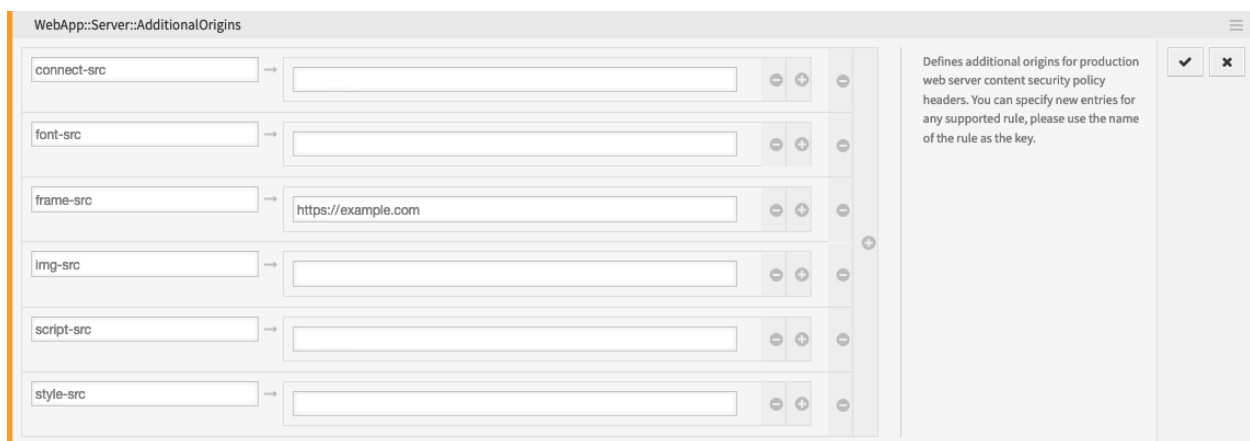 WebApp::Server::AdditionalOrigins
connect-src
font-src
frame-src
https://example.com
img-src
script-src
style-src
Defines additional origins for production
web server content security policy
headers. You can specify new entries for
any supported rule, please use the name
of the rule as the key.